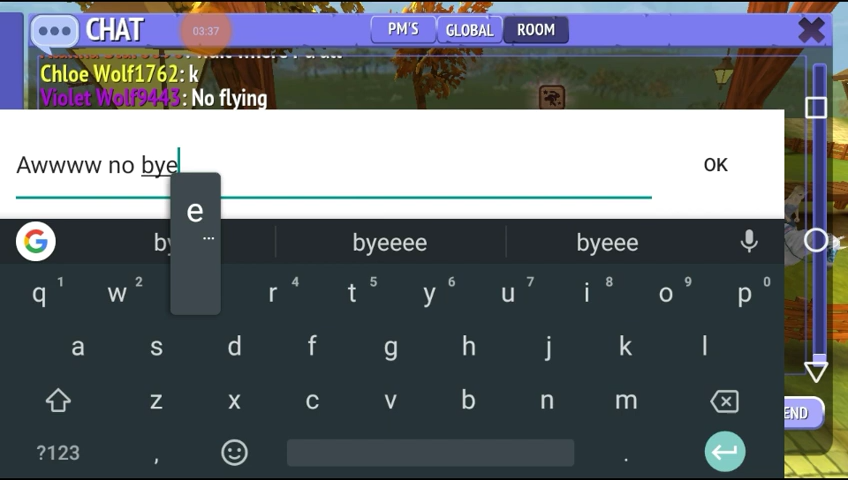 CHAT
03:37
PM'S
GLOBAL
ROOM
Chloe Wolf1762: k
Violet Wolf9443: No flying
Awwww no bye
OK
e
...
G
byeeee
byeee
q 1 w 2 r 4 t 5 y 6 u 7 i 8 o 9 p 0
a s d f g h j k l
z x c v b n m
?123 , .